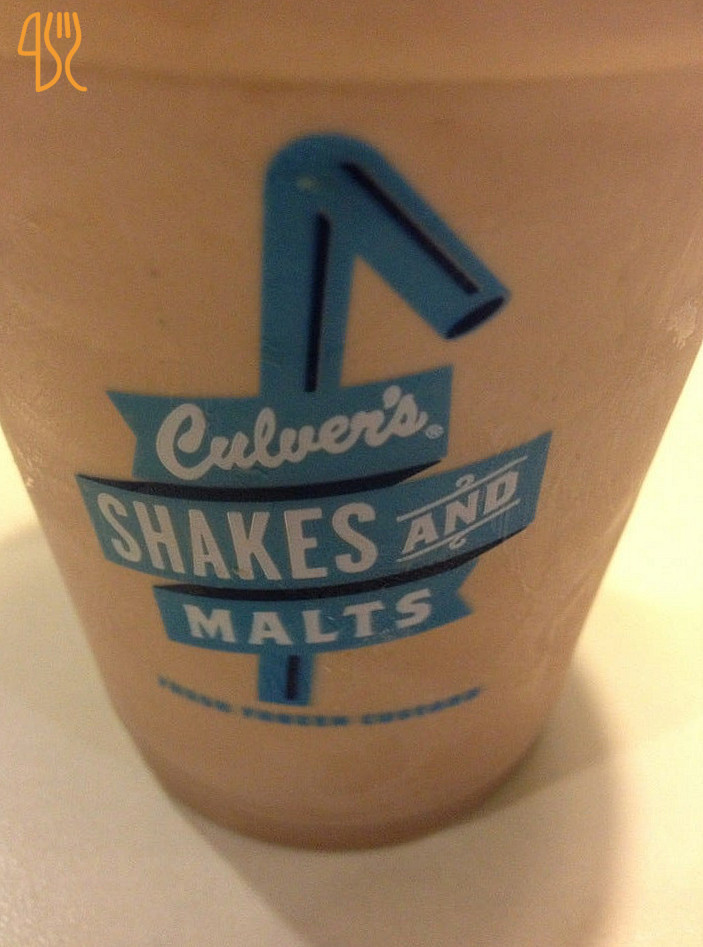 Culver's®
SHAKES AND
MALTS
FRESH FROZEN CUSTARD